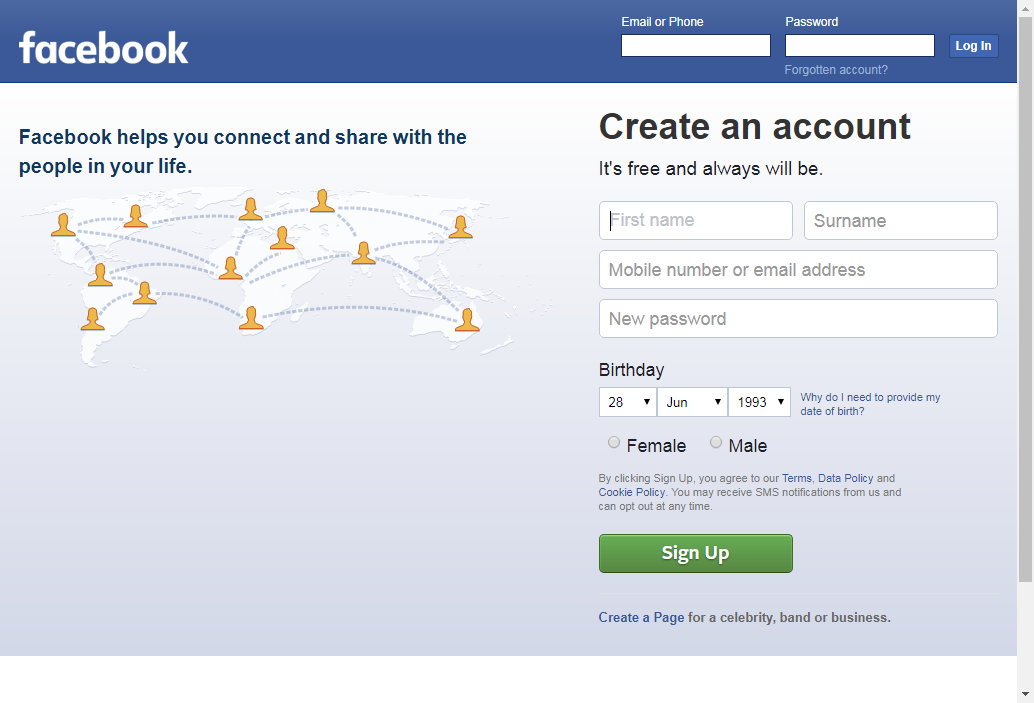 facebook
Email or Phone
Password
Log In
Forgotten account?
Facebook helps you connect and share with the
people in your life.
Create an account
It's free and always will be.
First name
Surname
Mobile number or email address
New password
Birthday
28 Jun 1993
Why do I need to provide my
date of birth?
Female Male
By clicking Sign Up, you agree to our Terms, Data Policy and
Cookie Policy. You may receive SMS notifications from us and
can opt out at any time.
Sign Up
Create a Page for a celebrity, band or business.